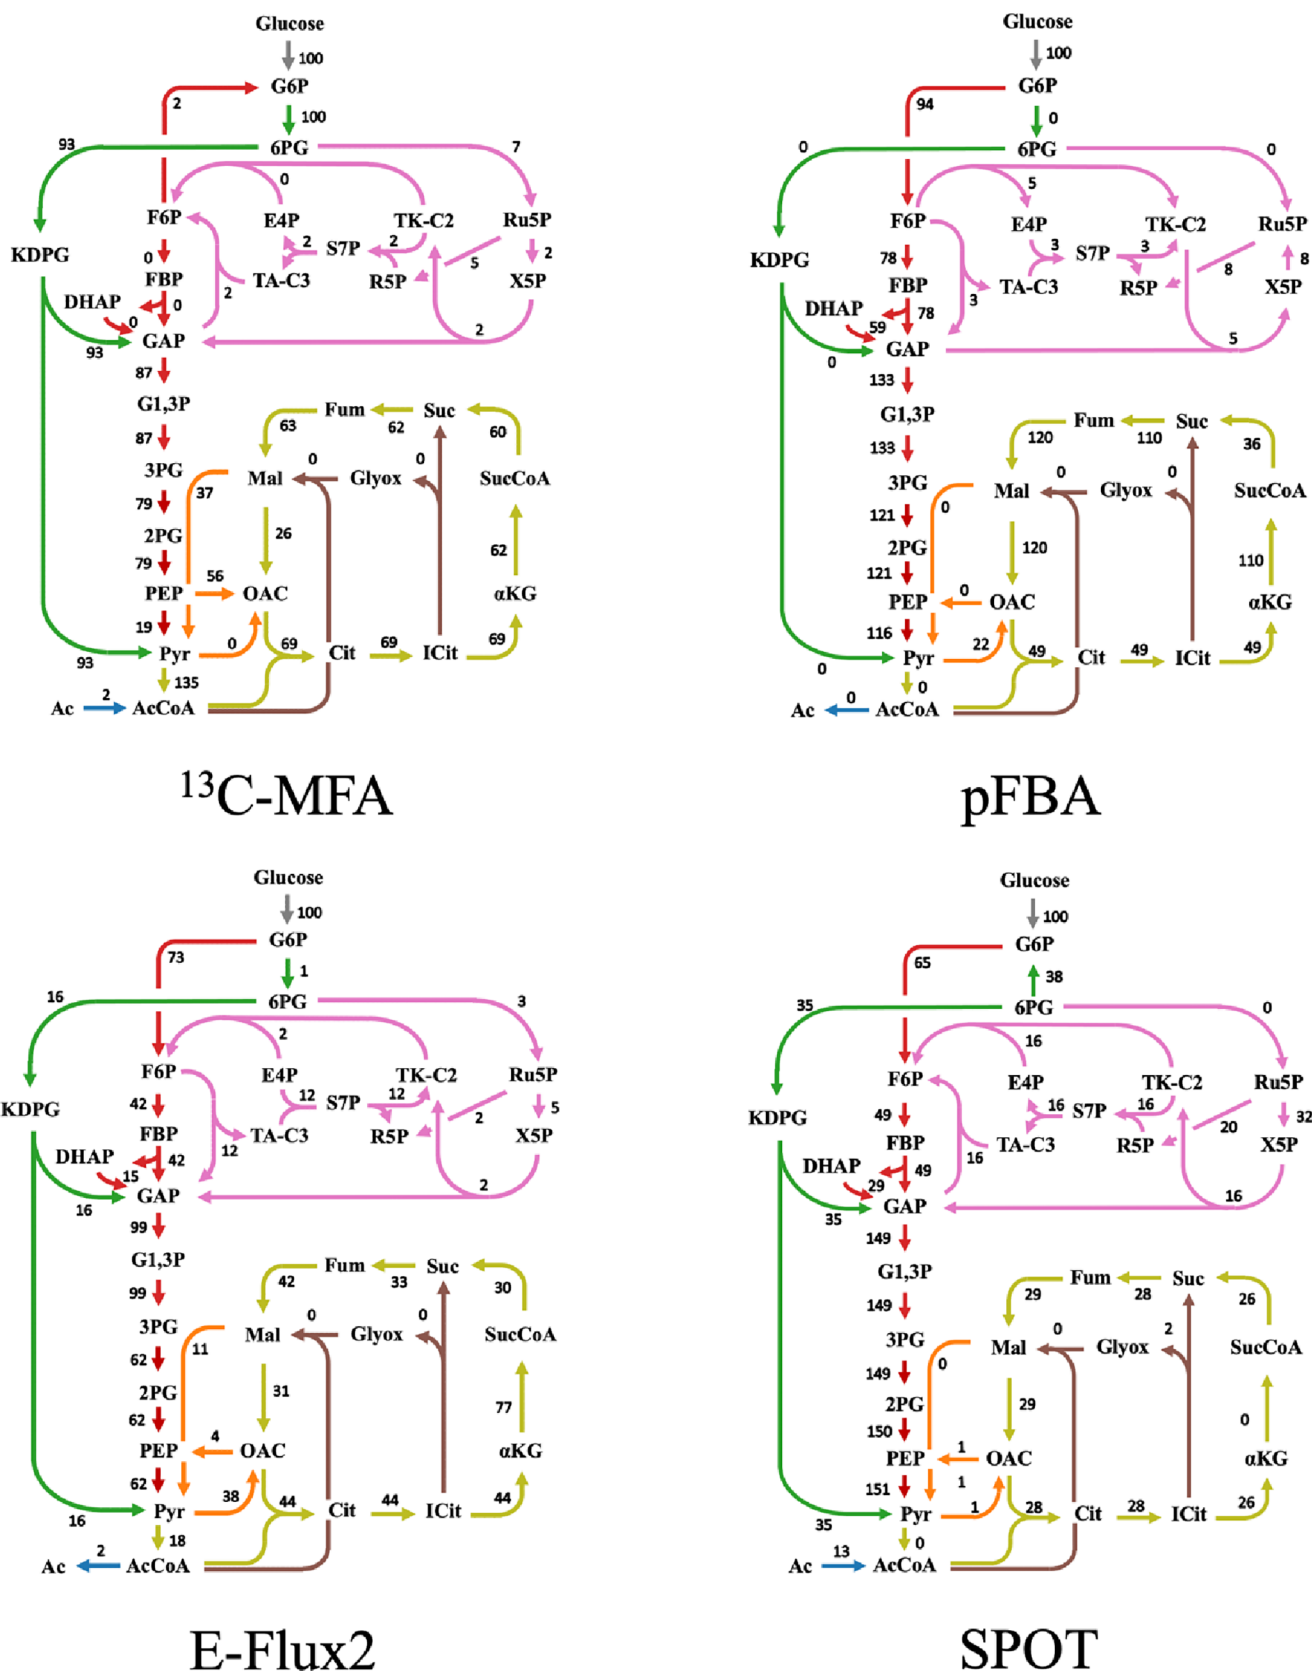 Glucose
100
G6P
2
100
93
6PG
7
0
F6P
E4P
TK-C2
Ru5P
KDPG
0
2
S7P
2
5
2
FBP
TA-C3
R5P
X5P
DHAP
0
0
2
2
93
GAP
87
G1,3P
87
63
Fum
62
Suc
60
3PG
37
Mal
0
Glyox
0
SucCoA
79
2PG
26
62
79
PEP
56
OAC
αKG
19
93
Pyr
0
69
Cit
69
ICit
69
135
Ac
2
AcCoA
13C-MFA
Glucose
100
G6P
94
0
0
6PG
0
5
F6P
E4P
TK-C2
Ru5P
KDPG
78
3
S7P
3
8
8
FBP
TA-C3
R5P
X5P
DHAP
59
78
3
5
0
GAP
133
G1,3P
133
120
Fum
110
Suc
36
3PG
0
Mal
0
Glyox
0
SucCoA
121
2PG
120
110
121
PEP
0
OAC
αKG
116
0
Pyr
22
49
Cit
49
ICit
49
0
Ac
0
AcCoA
pFBA
Glucose
100
G6P
73
1
16
6PG
3
2
F6P
E4P
TK-C2
Ru5P
KDPG
42
12
S7P
12
2
5
FBP
TA-C3
R5P
X5P
DHAP
15
42
12
2
16
GAP
99
G1,3P
99
42
Fum
33
Suc
30
3PG
11
Mal
0
Glyox
0
SucCoA
62
2PG
31
77
62
PEP
4
OAC
αKG
62
16
Pyr
38
44
Cit
44
ICit
44
18
Ac
2
AcCoA
E-Flux2
Glucose
100
G6P
65
38
35
6PG
0
16
F6P
E4P
TK-C2
Ru5P
KDPG
49
16
S7P
16
20
32
FBP
TA-C3
R5P
X5P
DHAP
29
49
16
16
35
GAP
149
G1,3P
149
29
Fum
28
Suc
26
3PG
0
Mal
0
Glyox
2
SucCoA
149
2PG
29
0
150
PEP
1
OAC
αKG
151
1
35
Pyr
1
28
Cit
28
ICit
26
0
Ac
13
AcCoA
SPOT